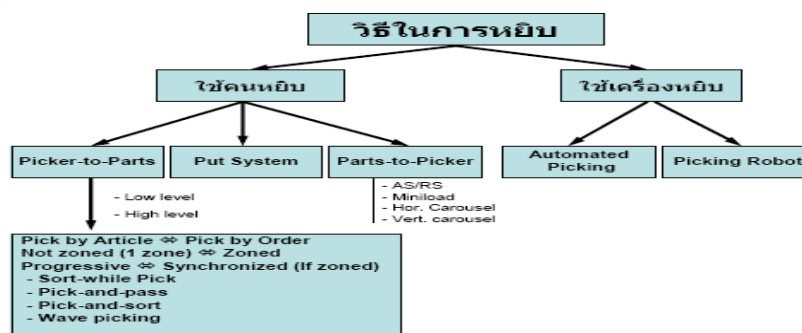 วิธีในการหยิบ
ใช้คนหยิบ
ใช้เครื่องหยิบ
Picker-to-Parts
Put System
Parts-to-Picker
Automated
Picking
Picking Robot
- Low level
- High level
- AS/RS
- Miniload
- Hor. Carousel
- Vert. carousel
Pick by Article ⇔ Pick by Order
Not zoned (1 zone) ⇔ Zoned
Progressive ⇔ Synchronized (If zoned)
- Sort-while Pick
- Pick-and-pass
- Pick-and-sort
- Wave picking